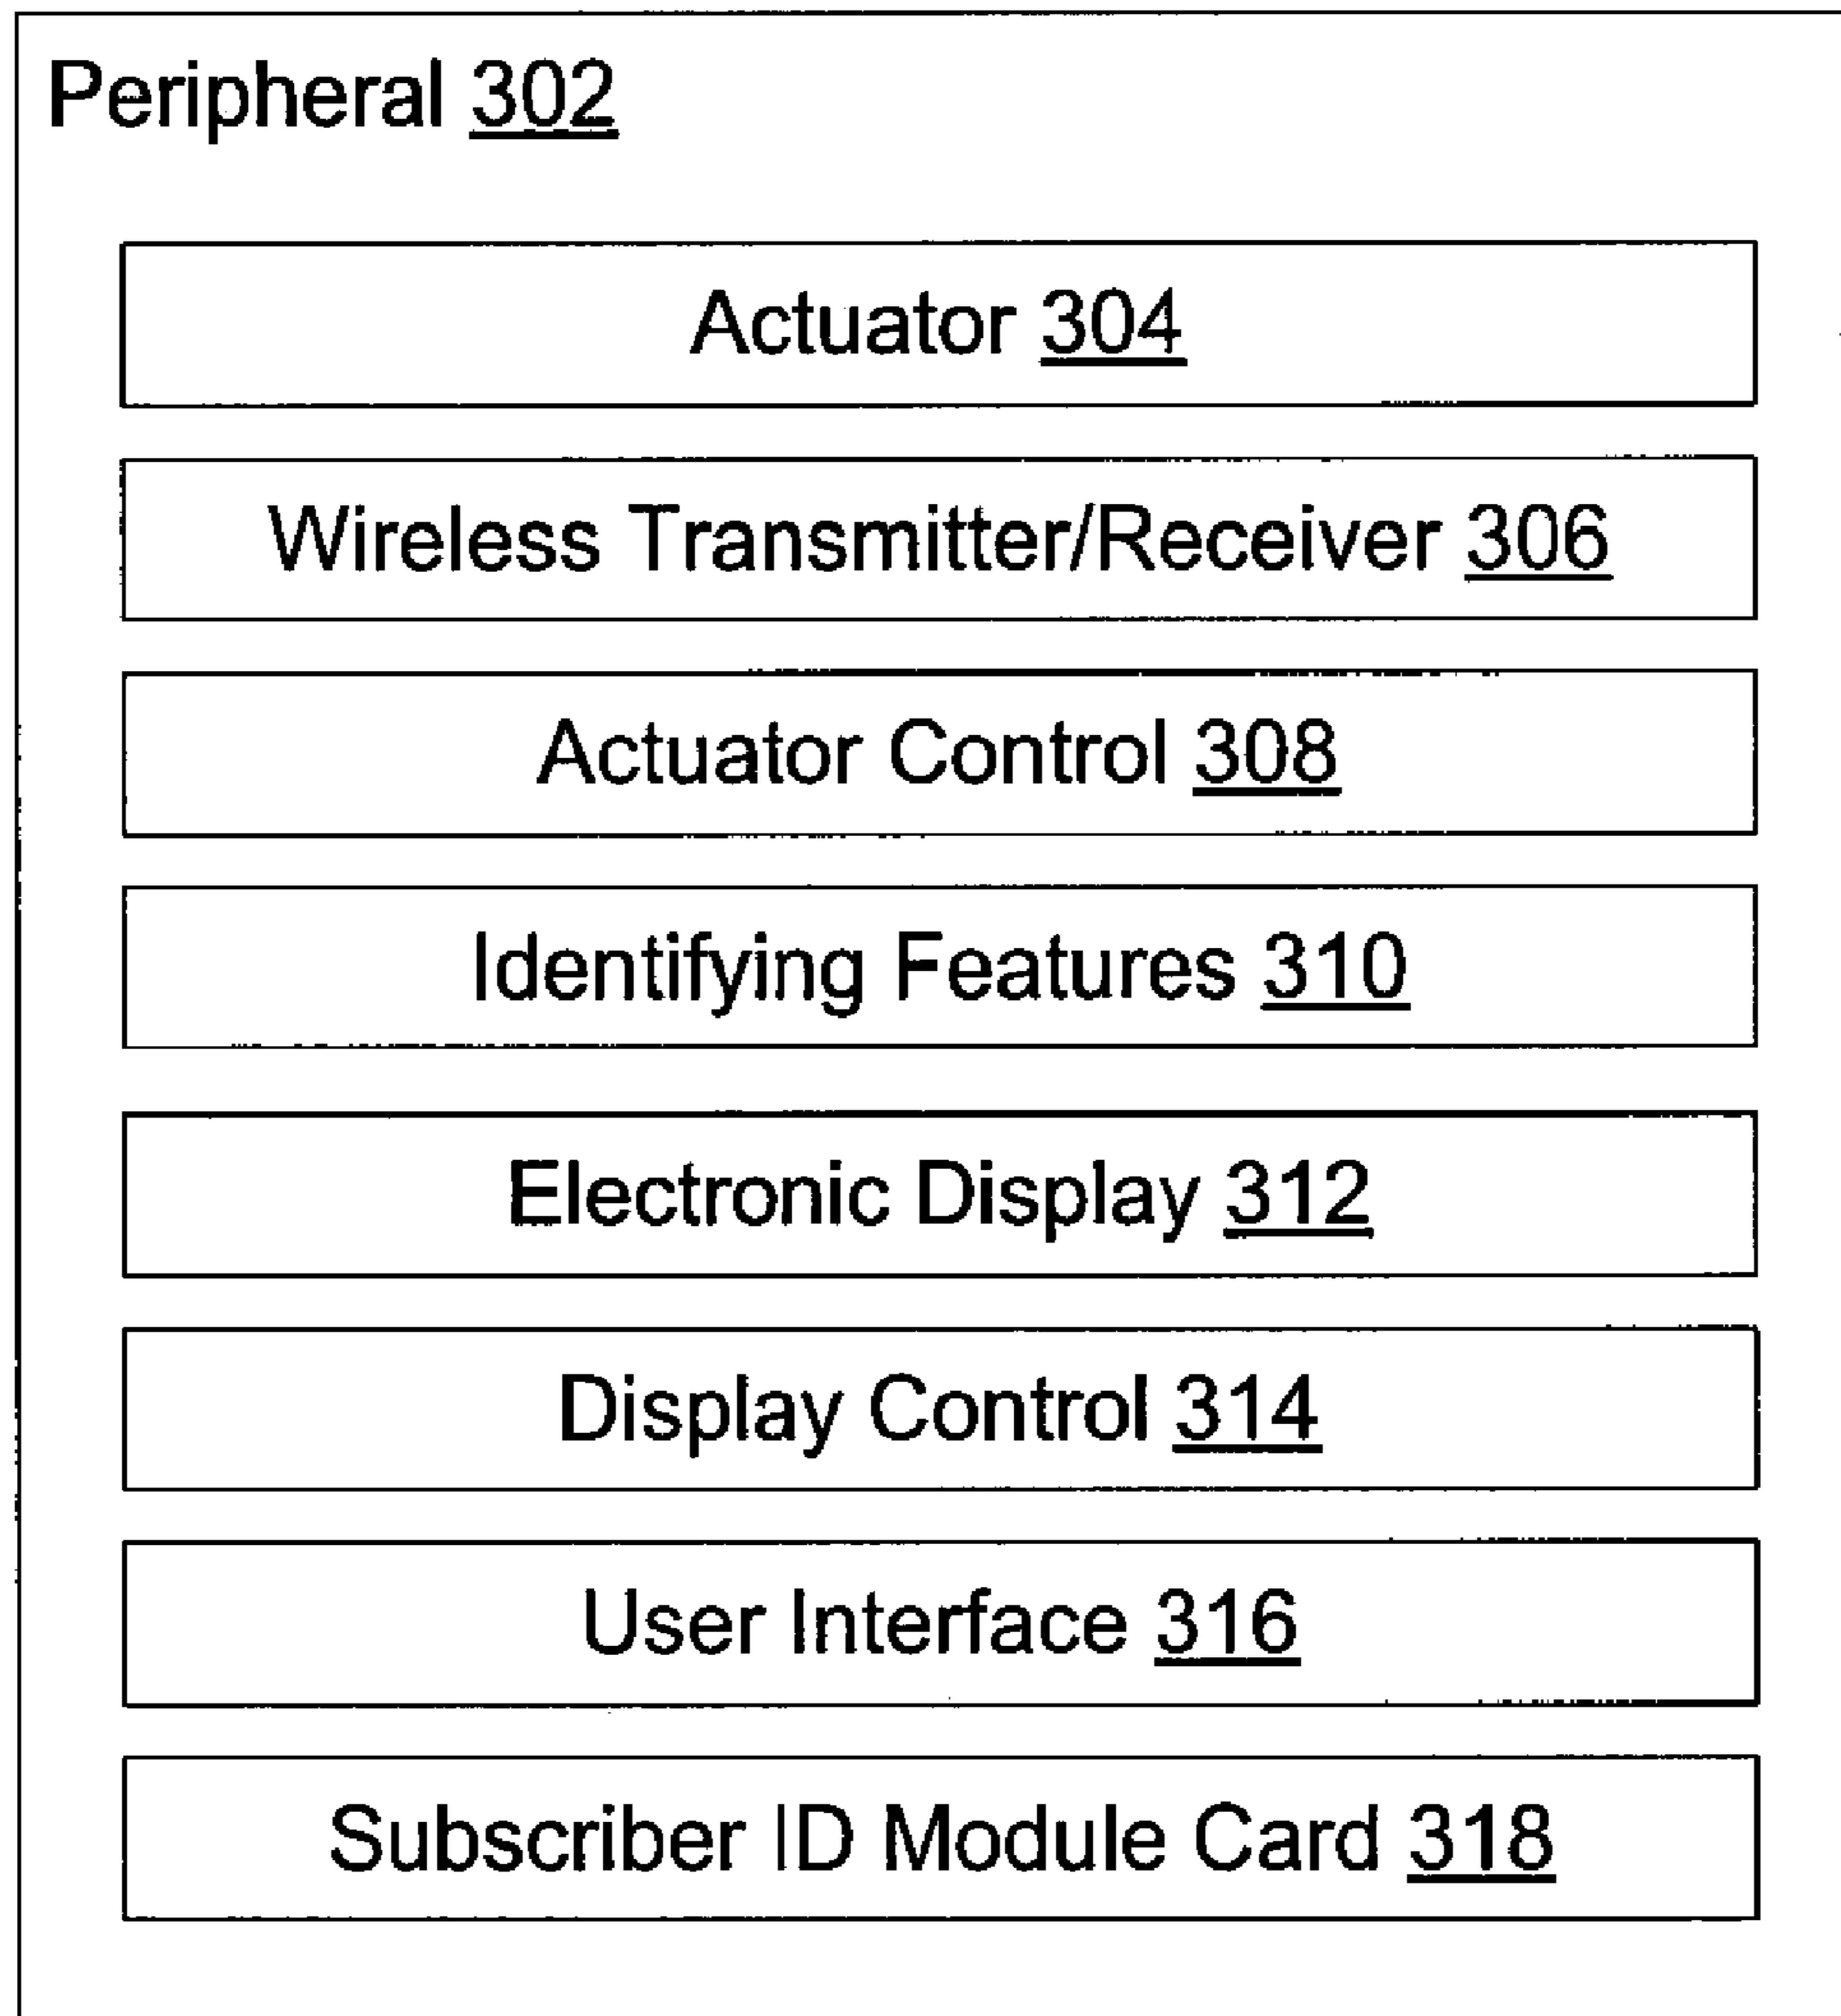 Peripheral 302
Actuator 304
Wireless Transmitter/Receiver 306
Actuator Control 308
Identifying Features 310
Electronic Display 312
Display Control 314
User Interface 316
Subscriber ID Module Card 318